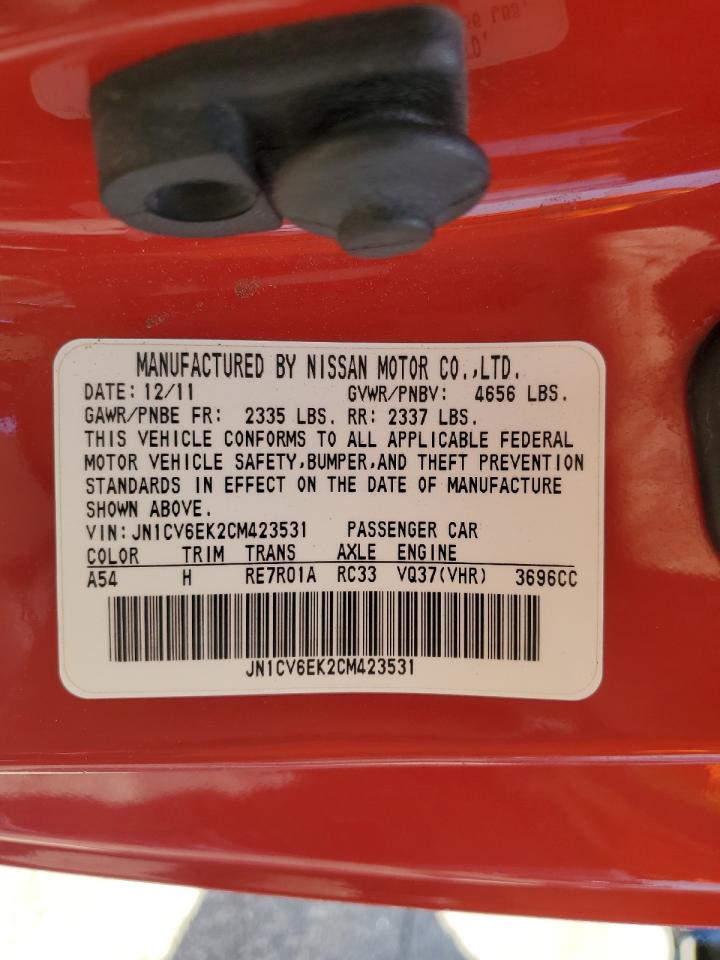 MANUFACTURED BY NISSAN MOTOR CO.,LTD.
DATE: 12/11 GVWR/PNBV: 4656 LBS.
GAWR/PNBE FR: 2335 LBS. RR: 2337 LBS.
THIS VEHICLE CONFORMS TO ALL APPLICABLE FEDERAL
MOTOR VEHICLE SAFETY,BUMPER,AND THEFT PREVENTION
STANDARDS IN EFFECT ON THE DATE OF MANUFACTURE
SHOWN ABOVE.
VIN:JN1CV6EK2CM423531 PASSENGER CAR
COLOR TRIM TRANS AXLE ENGINE
A54 H RE7R01A RC33 VQ37(VHR) 3696CC
JN1CV6EK2CM423531